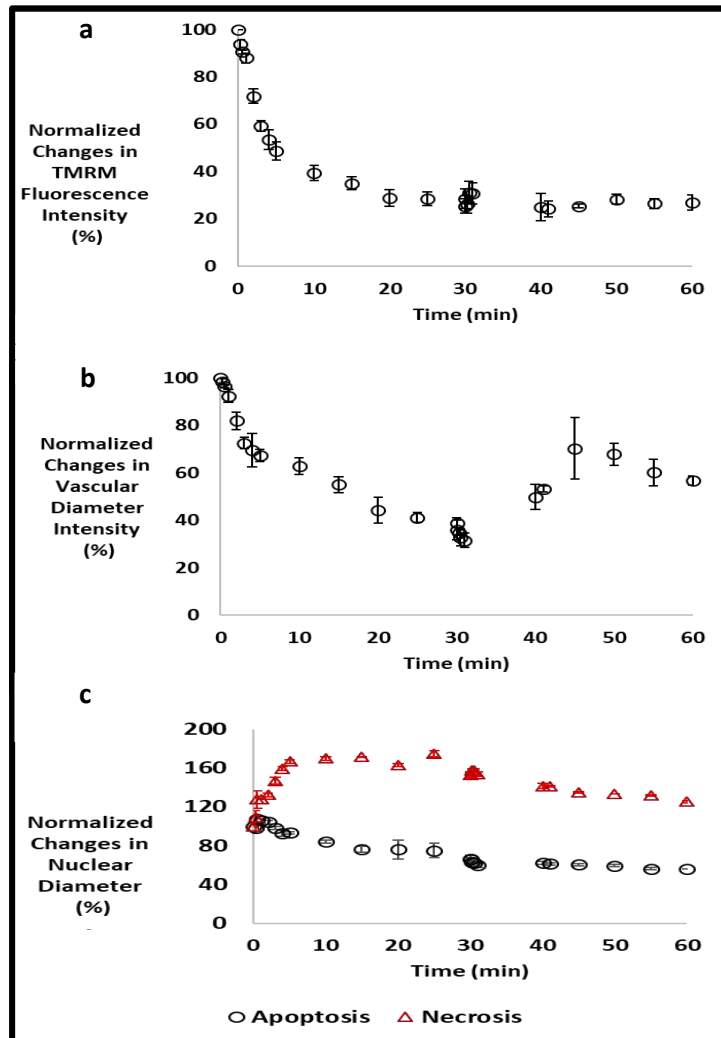 a
100
80
60
40
20
0
Normalized
Changes in
TMRM
Fluorescence
Intensity
(%)
0 10 20 30 40 50 60
Time (min)
b
100
80
60
40
20
0
Normalized
Changes in
Vascular
Diameter
Intensity
(%)
0 10 20 30 40 50 60
Time (min)
c
200
160
120
80
40
0
Normalized
Changes in
Nuclear
Diameter
(%)
0 10 20 30 40 50 60
Time (min)
Apoptosis Necrosis